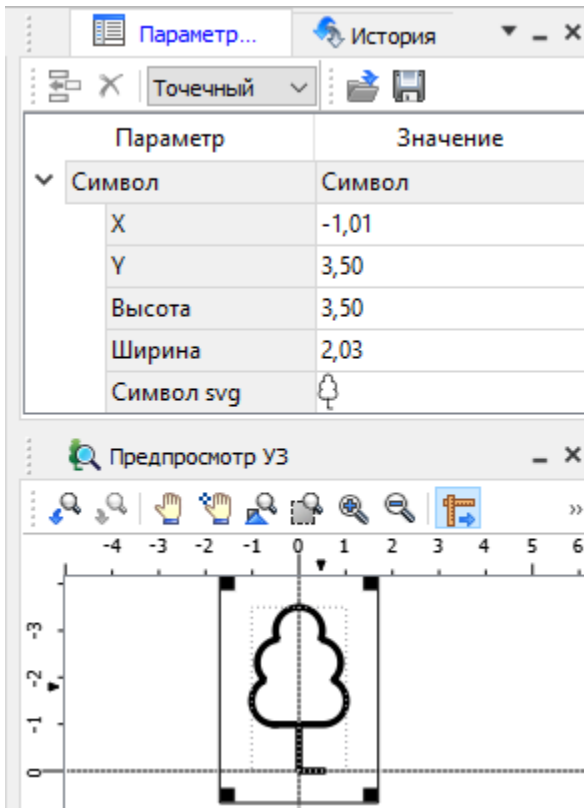 Параметр... История
Точечный
Параметр Значение
Символ Символ
X -1,01
Y 3,50
Высота 3,50
Ширина 2,03
Символ svg
Предпросмотр УЗ
»
-4 -3 -2 -1 0 1 2 3 4 5 6
-3
-2
-1
0